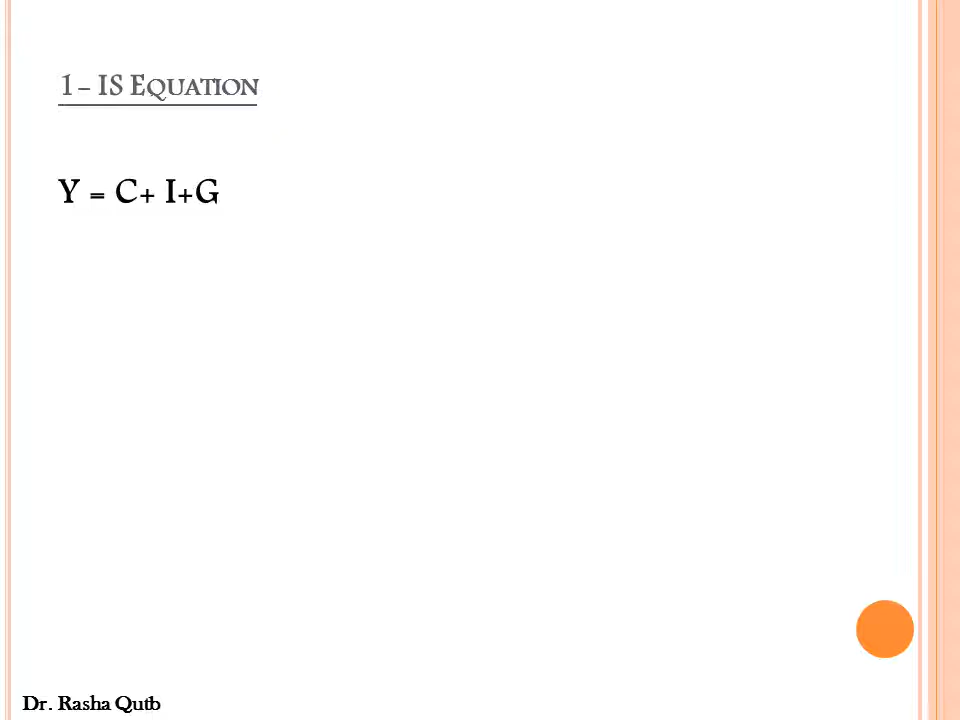 1- IS EQUATION
Y = C+ I+G
Dr. Rasha Qutb